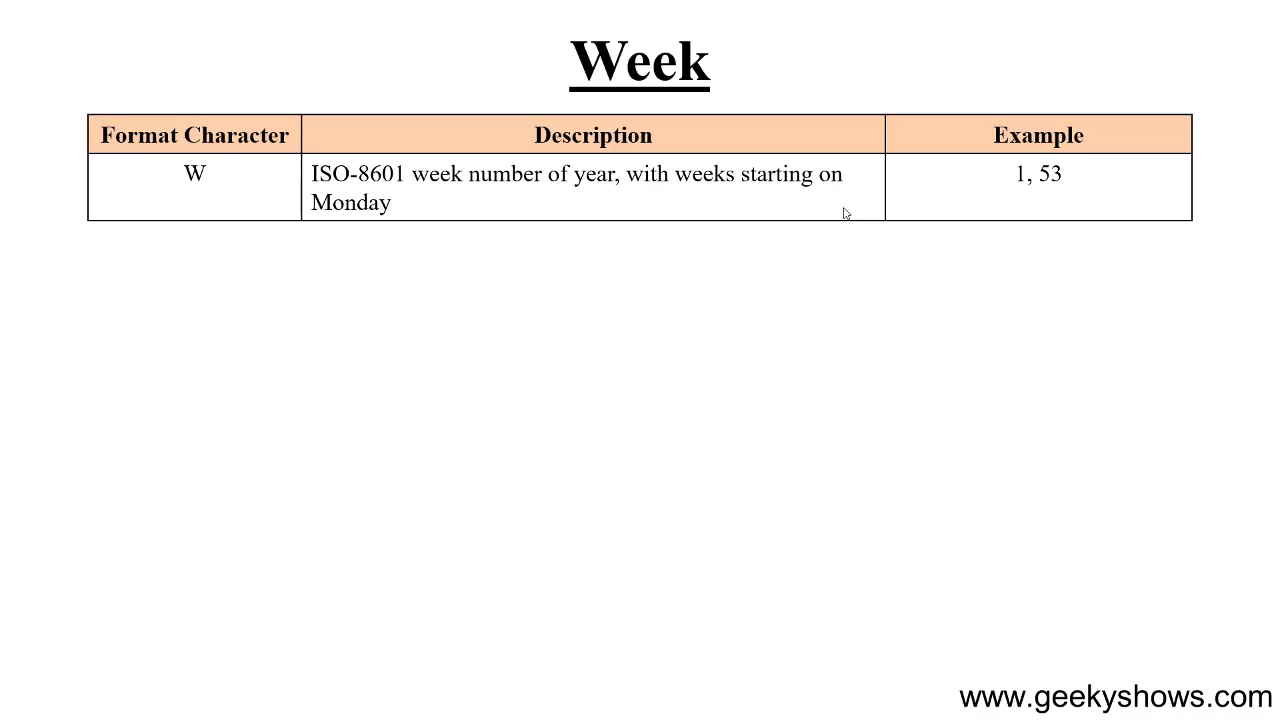 Week
Format Character Description Example
W ISO-8601 week number of year, with weeks starting on 1, 53
Monday
www.geekyshows.com